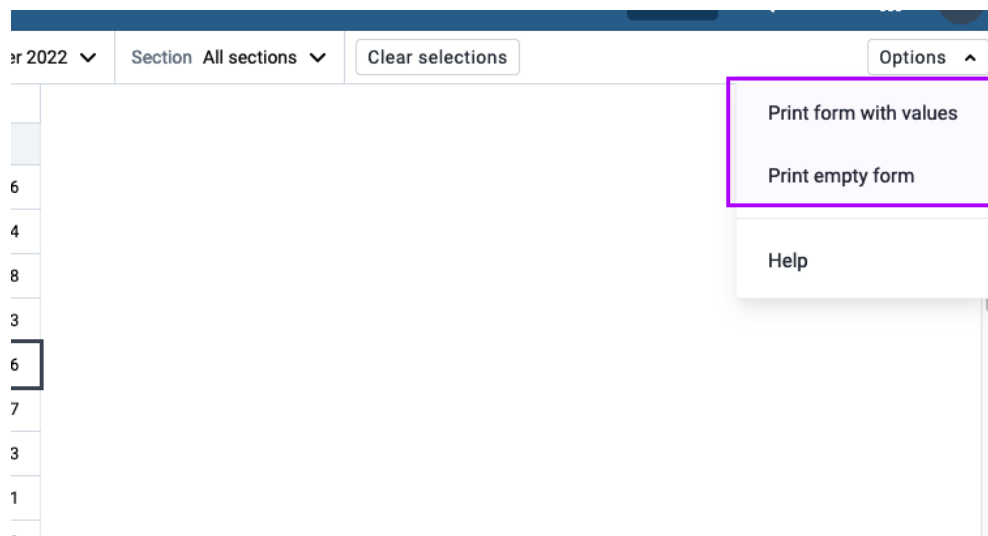 er 2022 Section All sections Clear selections Options
Print form with values
6
Print empty form
4
8
Help
3
6
7
3
1